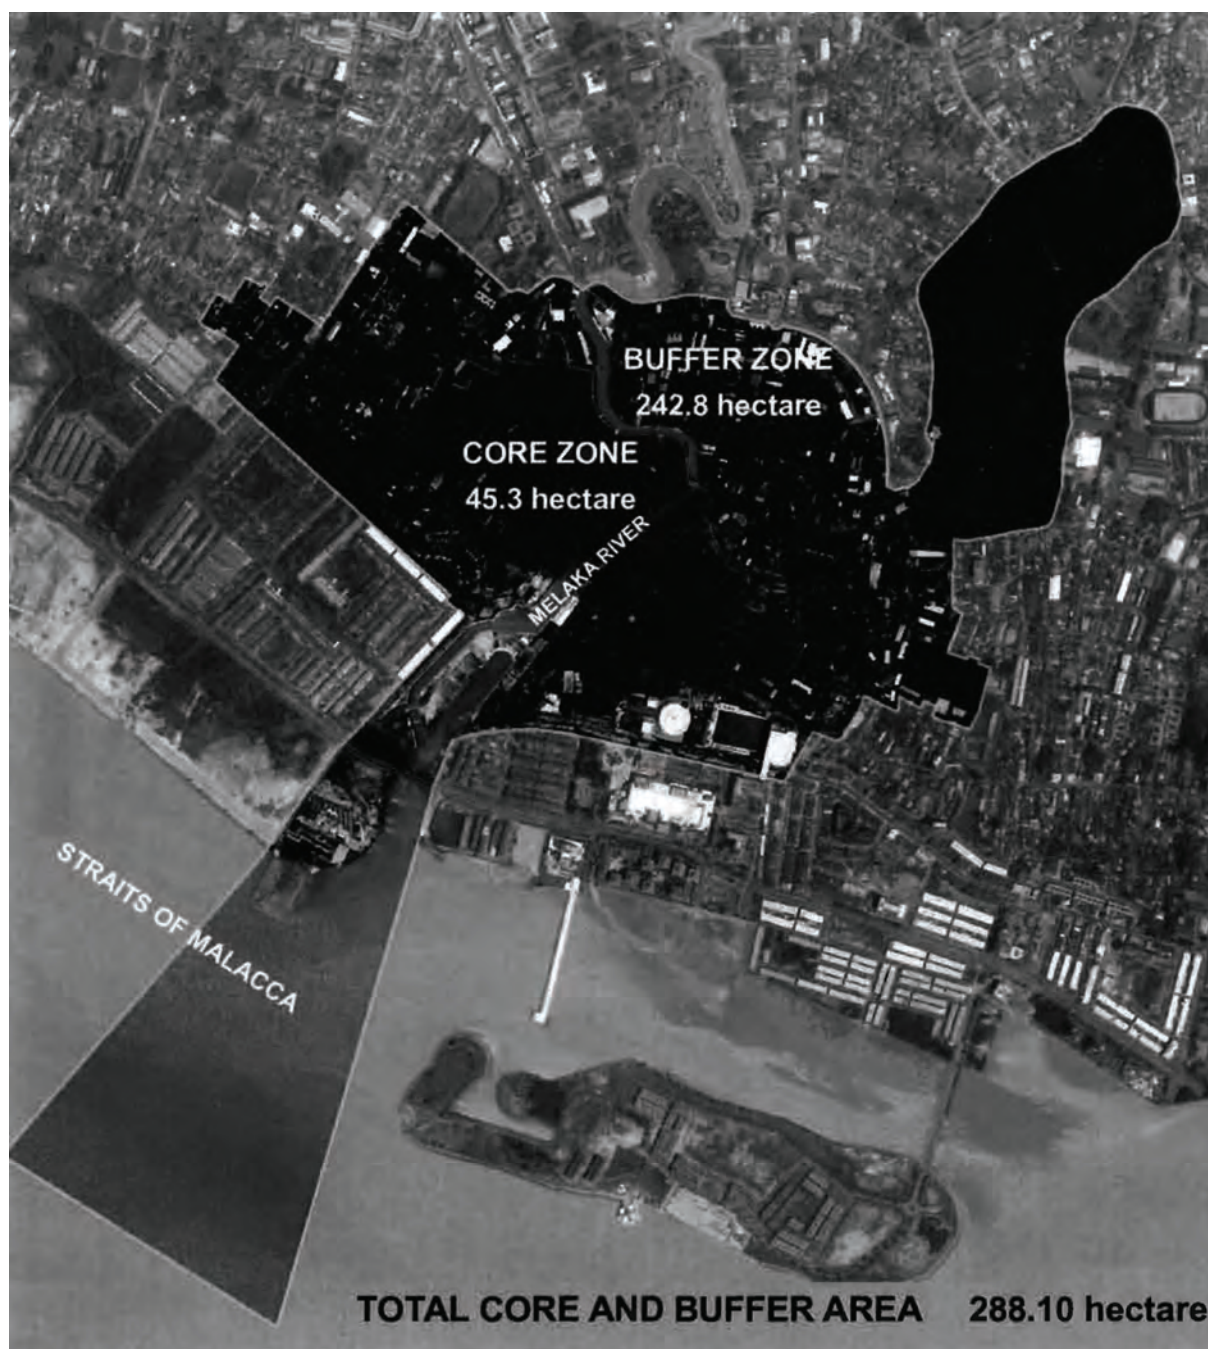 BUFFER ZONE
242.8 hectare
CORE ZONE
45.3 hectare
MELAKA RIVER
STRAITS OF MALACCA
TOTAL CORE AND BUFFER AREA 288.10 hectare